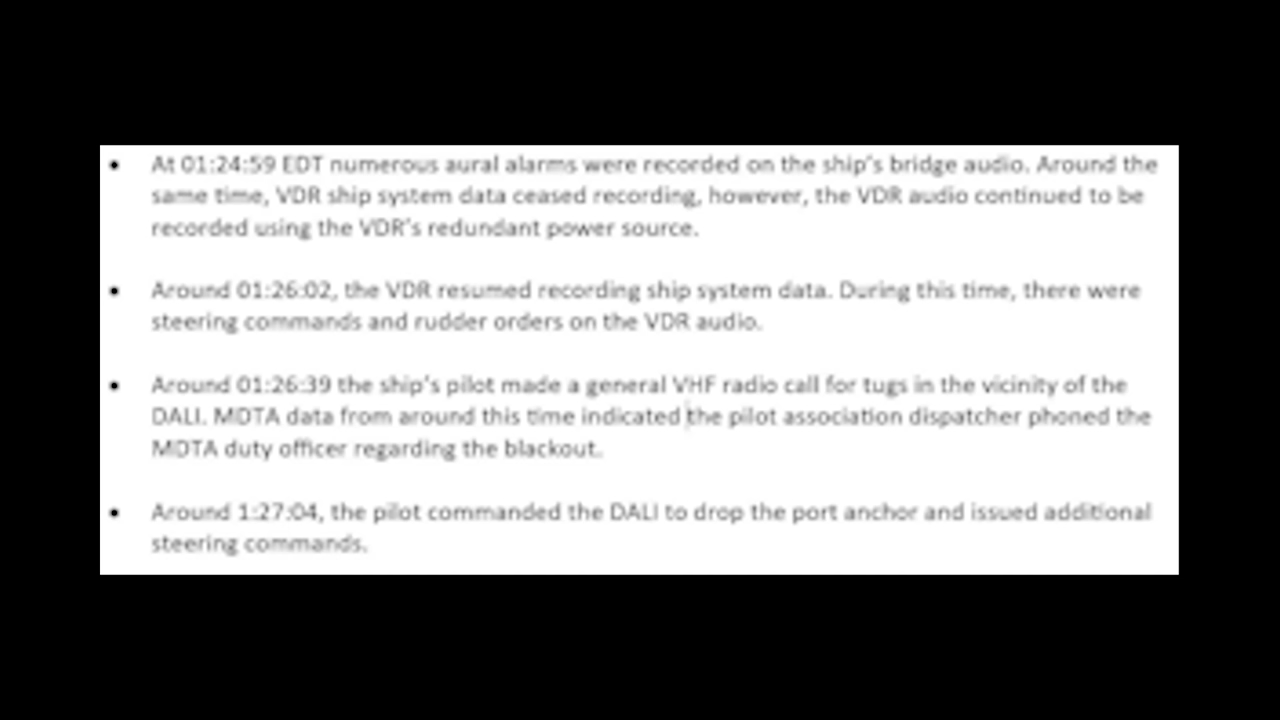 • At 01:24:59 EDT numerous aural alarms were recorded on the ship's bridge audio. Around the
same time, VDR ship system data ceased recording, however, the VDR audio continued to be
recorded using the VDR's redundant power source.
• Around 01:26:02, the VDR resumed recording ship system data. During this time, there were
steering commands and rudder orders on the VDR audio.
• Around 01:26:39 the ship's pilot made a general VHF radio call for tugs in the vicinity of the
DALI. MDTA data from around this time indicated the pilot association dispatcher phoned the
MDTA duty officer regarding the blackout.
• Around 1:27:04, the pilot commanded the DALI to drop the port anchor and issued additional
steering commands.